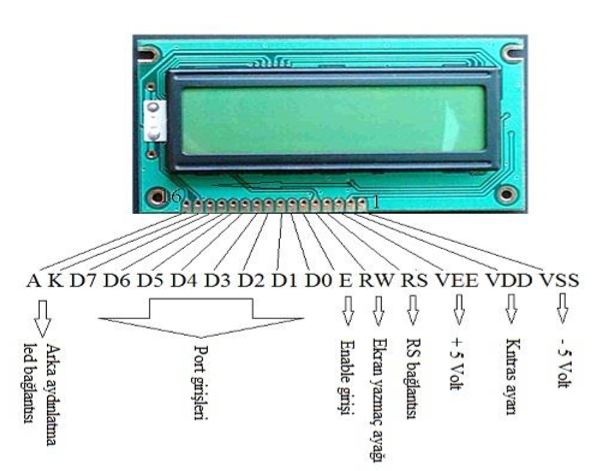 16 1
A K D7 D6 D5 D4 D3 D2 D1 D0 E RW RS VEE VDD VSS
Arka aydınlatma
led bağlantısı
Port girişleri
Enable girişi
Ekran yazmaç ayağı
RS bağlantısı
+ 5 Volt
Kntras ayarı
- 5 Volt